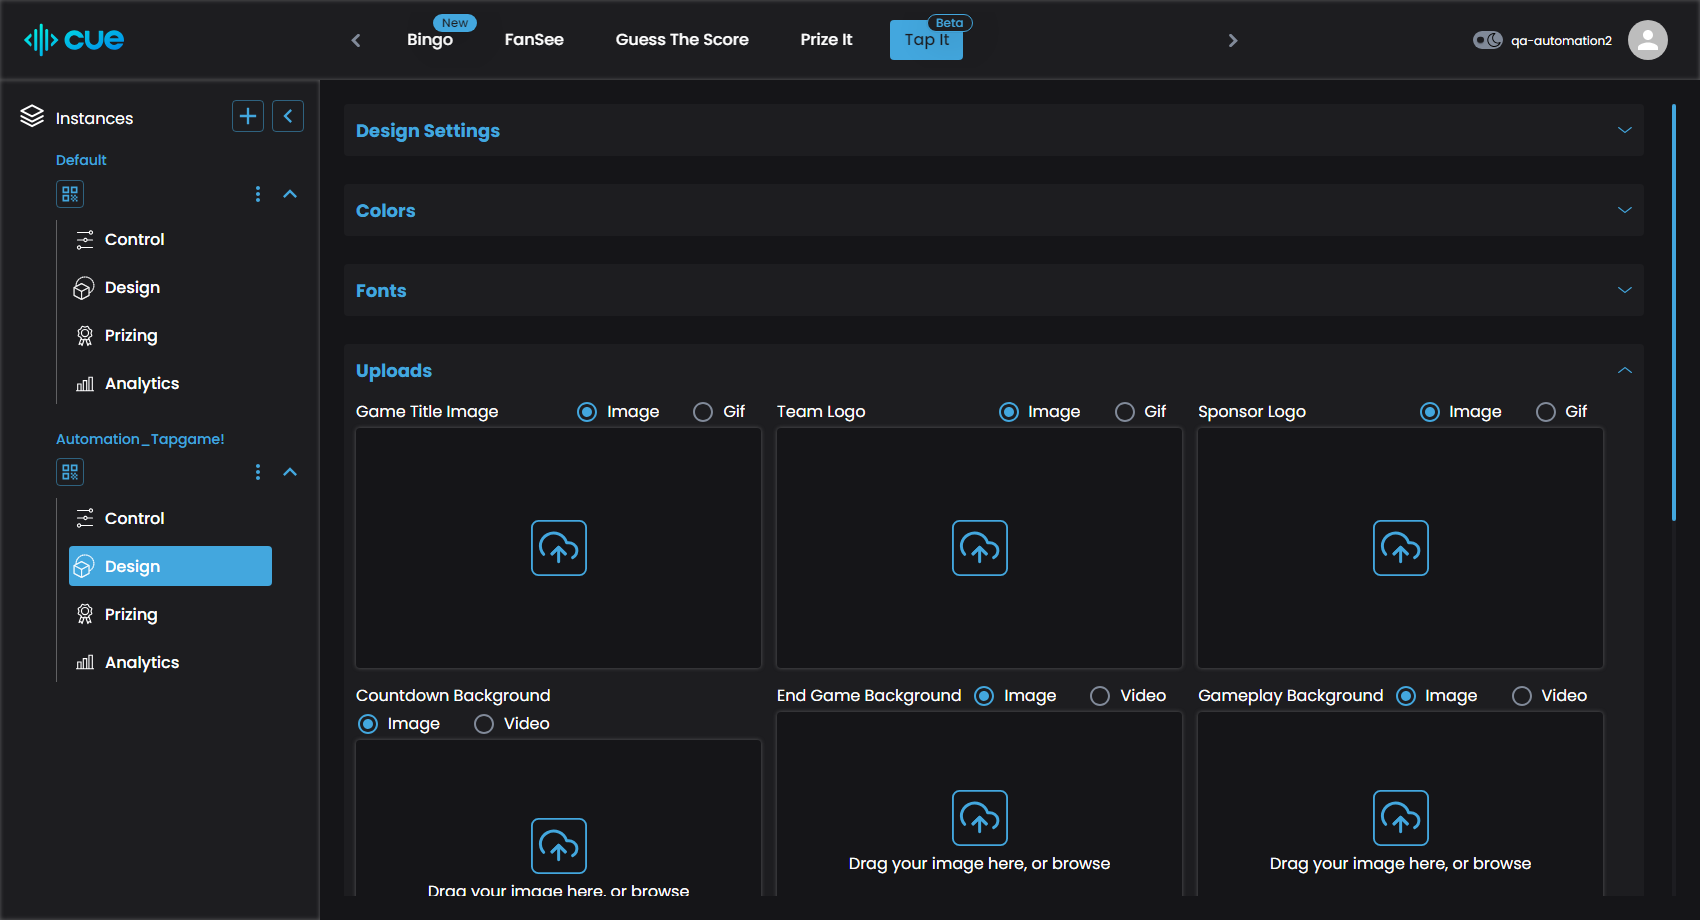 cue
Bingo
New
FanSee
Guess The Score
Prize It
Tap It
Beta
qa-automation2
Instances
Default
Control
Design
Prizing
Analytics
Automation_Tapgame!
Control
Design
Prizing
Analytics
Design Settings
Colors
Fonts
Uploads
Game Title Image Image Gif
Team Logo Image Gif
Sponsor Logo Image Gif
Countdown Background
Image Video
End Game Background Image Video
Gameplay Background Image Video
Drag your image here, or browse
Drag your image here, or browse
Drag your image here, or browse